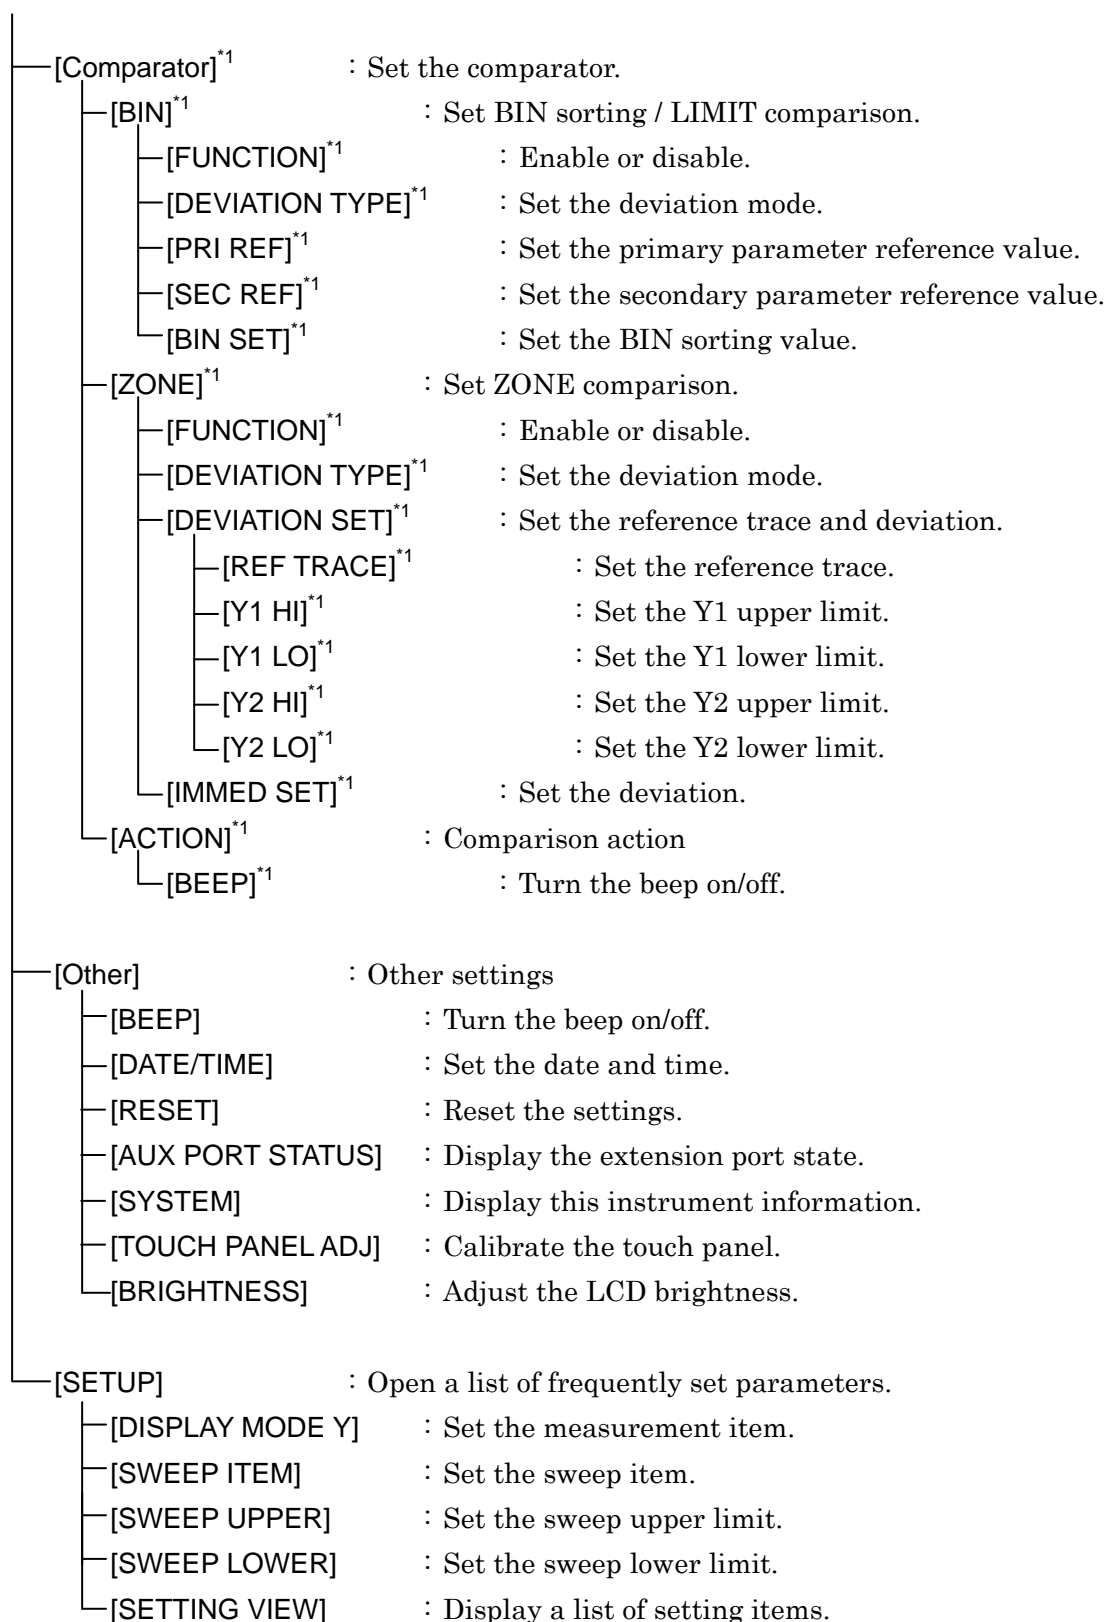 [Comparator]*1 : Set the comparator.
[BIN]*1 : Set BIN sorting / LIMIT comparison.
[FUNCTION]*1 : Enable or disable.
[DEVIATION TYPE]*1 : Set the deviation mode.
[PRI REF]*1 : Set the primary parameter reference value.
[SEC REF]*1 : Set the secondary parameter reference value.
[BIN SET]*1 : Set the BIN sorting value.
[ZONE]*1 : Set ZONE comparison.
[FUNCTION]*1 : Enable or disable.
[DEVIATION TYPE]*1 : Set the deviation mode.
[DEVIATION SET]*1 : Set the reference trace and deviation.
[REF TRACE]*1 : Set the reference trace.
[Y1 HI]*1 : Set the Y1 upper limit.
[Y1 LO]*1 : Set the Y1 lower limit.
[Y2 HI]*1 : Set the Y2 upper limit.
[Y2 LO]*1 : Set the Y2 lower limit.
[IMMED SET]*1 : Set the deviation.
[ACTION]*1 : Comparison action
[BEEP]*1 : Turn the beep on/off.
[Other] : Other settings
[BEEP] : Turn the beep on/off.
[DATE/TIME] : Set the date and time.
[RESET] : Reset the settings.
[AUX PORT STATUS] : Display the extension port state.
[SYSTEM] : Display this instrument information.
[TOUCH PANEL ADJ] : Calibrate the touch panel.
[BRIGHTNESS] : Adjust the LCD brightness.
[SETUP] : Open a list of frequently set parameters.
[DISPLAY MODE Y] : Set the measurement item.
[SWEEP ITEM] : Set the sweep item.
[SWEEP UPPER] : Set the sweep upper limit.
[SWEEP LOWER] : Set the sweep lower limit.
[SETTING VIEW] : Display a list of setting items.